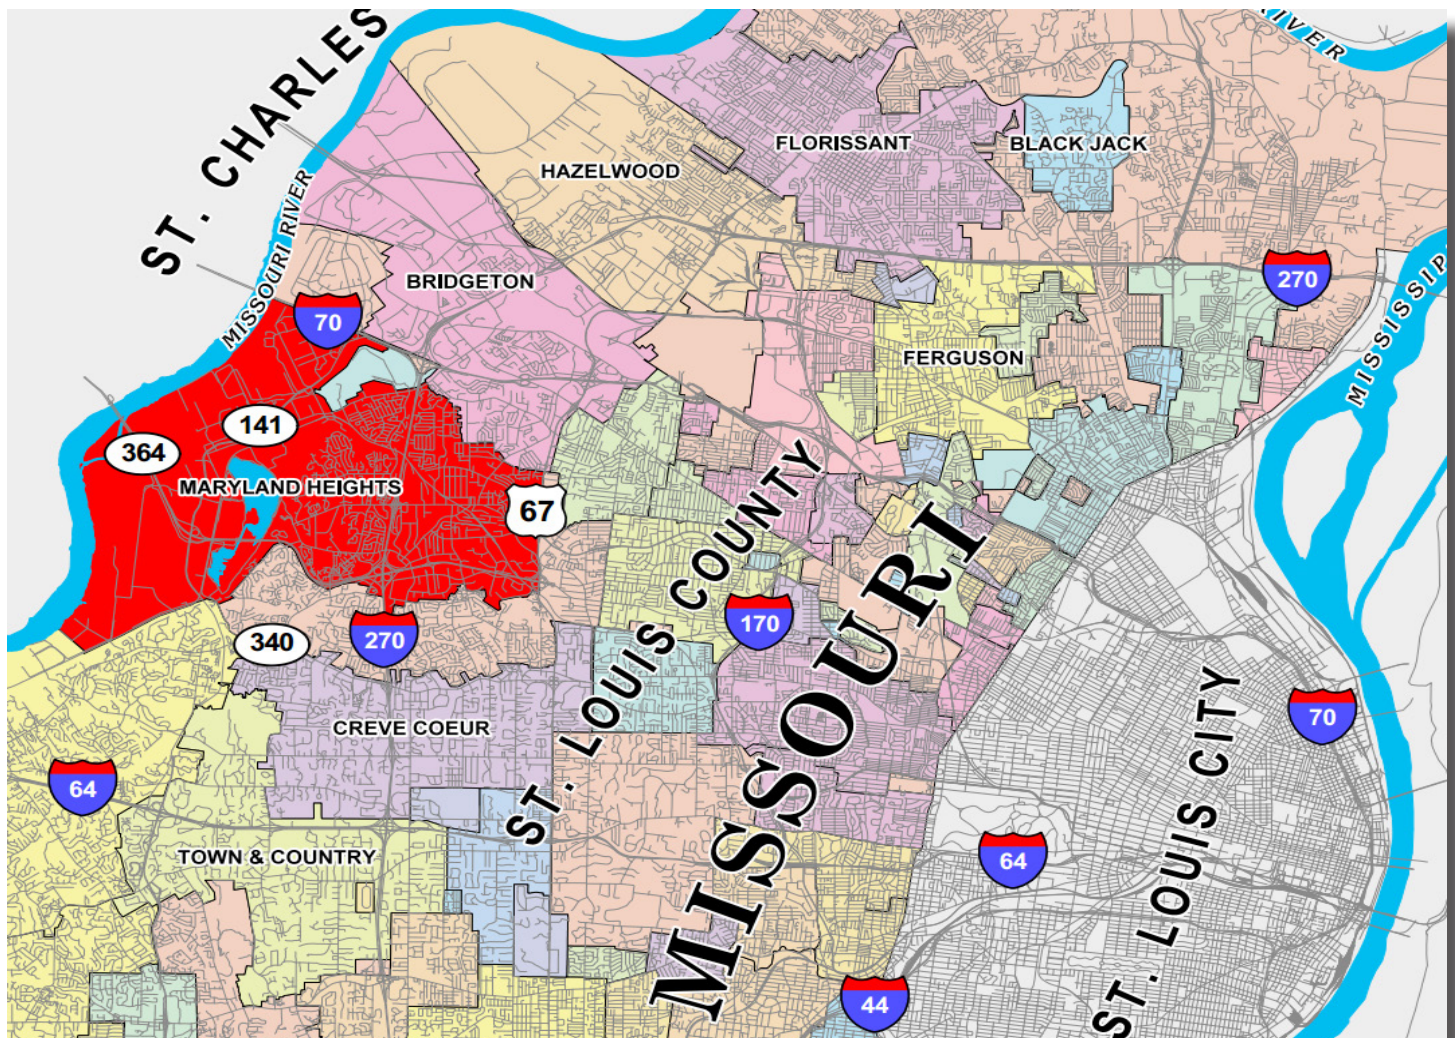 ST. CHARLES
RIVER
FLORISSANT
BLACK JACK
HAZELWOOD
MISSOURI RIVER
BRIDGETON
270
MISSISSIP
70
FERGUSON
141
364
MARYLAND HEIGHTS
67
ST. LOUIS COUNTY
MISSOURI
170
340
270
CREVE COEUR
70
ST. LOUIS CITY
64
TOWN & COUNTRY
64
44